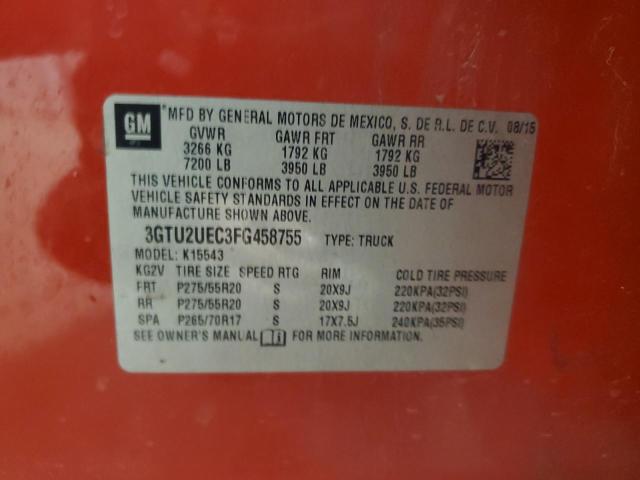 GM
*MFD BY GENERAL MOTORS DE MEXICO, S. DE R.L. DE C.V. 08/15
GVWR GAWR FRT GAWR RR
3266 KG 1792 KG 1792 KG
7200 LB 3950 LB 3950 LB
THIS VEHICLE CONFORMS TO ALL APPLICABLE U.S. FEDERAL MOTOR
VEHICLE SAFETY STANDARDS IN EFFECT ON THE DATE OF
MANUFACTURE SHOWN ABOVE.
3GTU2UEC3FG458755 TYPE: TRUCK
MODEL: K15543
KG2V TIRE SIZE SPEED RTG RIM COLD TIRE PRESSURE
FRT P275/55R20 S 20X9J 220KPA(32PSI)
RR P275/55R20 S 20X9J 220KPA(32PSI)
SPA P265/70R17 S 17X7.5J 240KPA(35PSI)
SEE OWNER'S MANUAL FOR MORE INFORMATION.